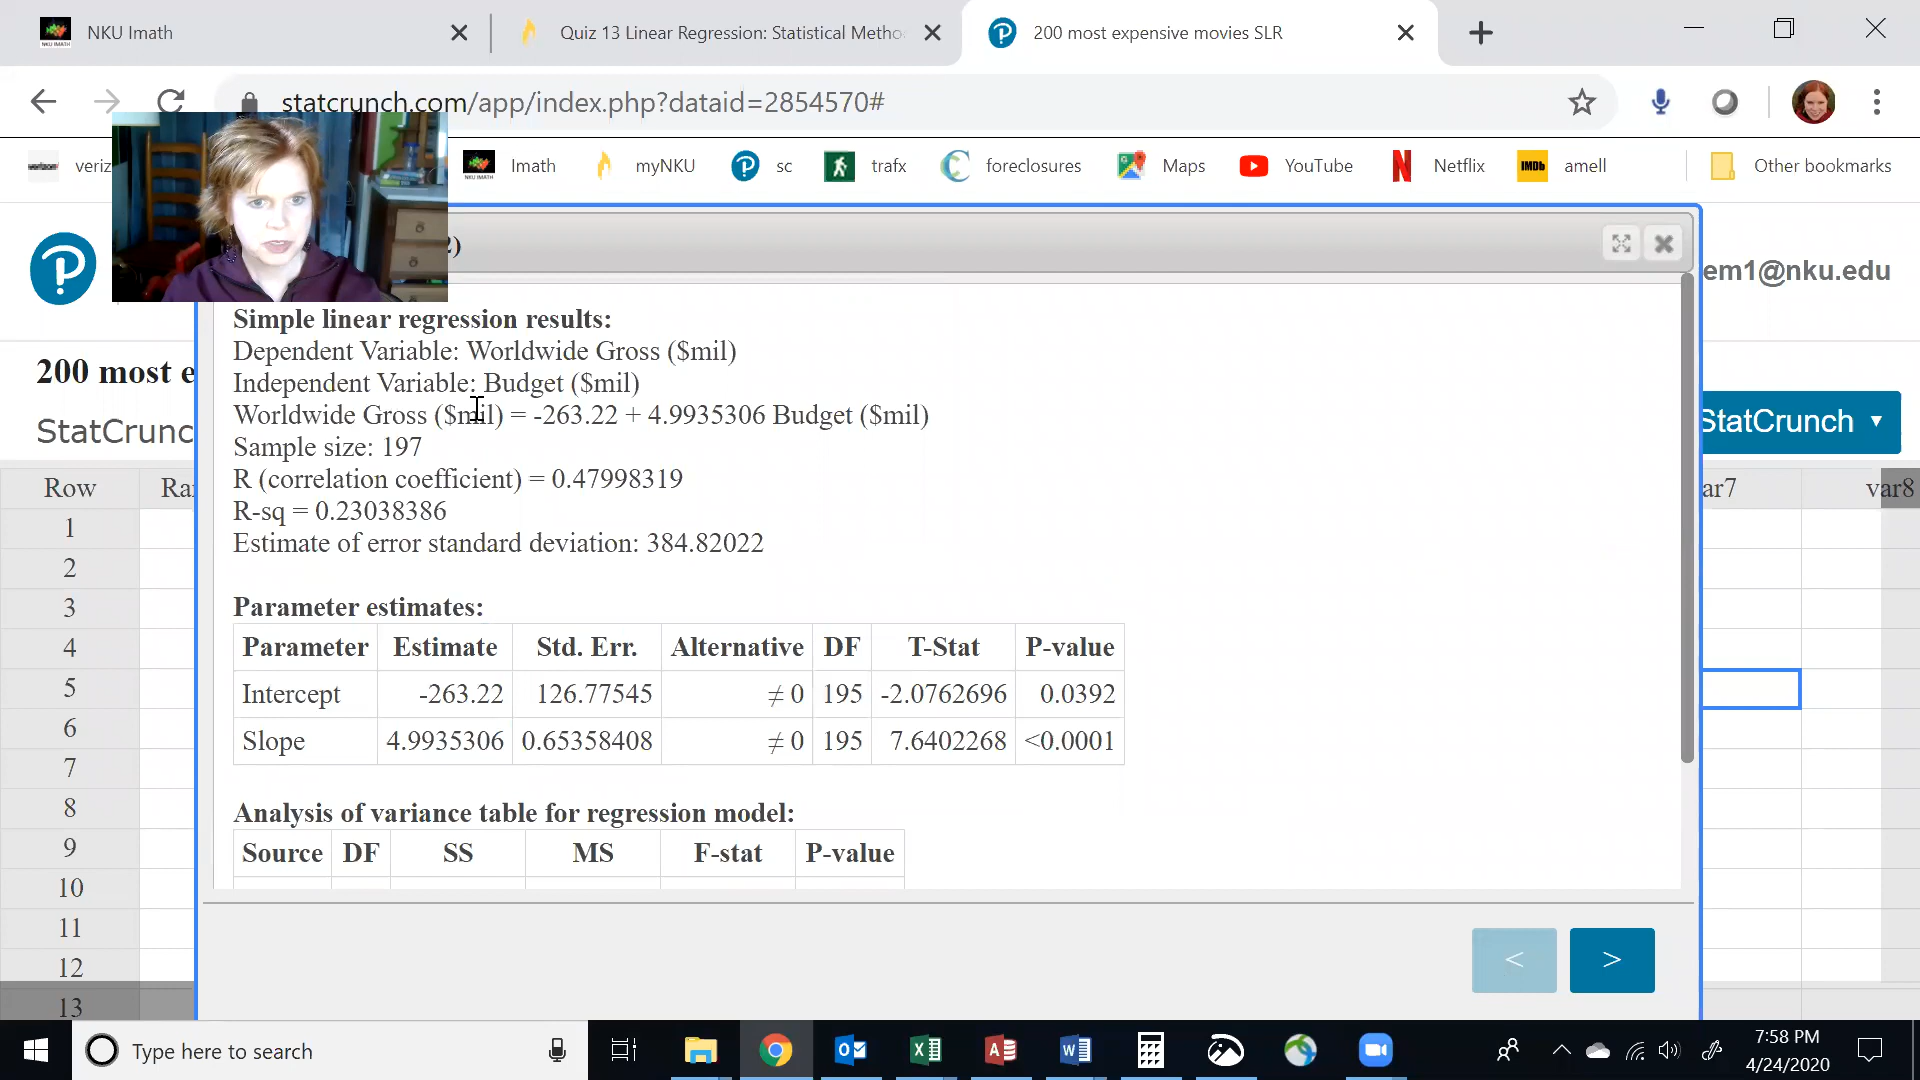 NKU Imath
Quiz 13 Linear Regression: Statistical Metho
200 most expensive movies SLR
statcrunch.com/app/index.php?dataid=2854570#
veriz
Imath
myNKU
sc
trafx
foreclosures
Maps
YouTube
Netflix
IMDb
amell
Other bookmarks
2)
em1@nku.edu
200 most e
StatCrunc
StatCrunch
Simple linear regression results:
Dependent Variable: Worldwide Gross ($mil)
Independent Variable: Budget ($mil)
Worldwide Gross ($mil) = -263.22 + 4.9935306 Budget ($mil)
Sample size: 197
R (correlation coefficient) = 0.47998319
R-sq = 0.23038386
Estimate of error standard deviation: 384.82022
Parameter estimates:
Parameter Estimate Std. Err. Alternative DF T-Stat P-value
Intercept -263.22 126.77545 ≠ 0 195 -2.0762696 0.0392
Slope 4.9935306 0.65358408 ≠ 0 195 7.6402268 <0.0001
Analysis of variance table for regression model:
Source DF SS MS F-stat P-value
< >
Row Ra ar7 var8
1
2
3
4
5
6
7
8
9
10
11
12
13
Type here to search
7:58 PM
4/24/2020